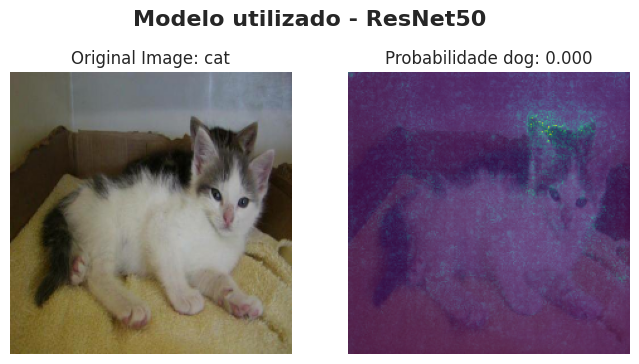 Modelo utilizado - ResNet50
Original Image: cat
Probabilidade dog: 0.000